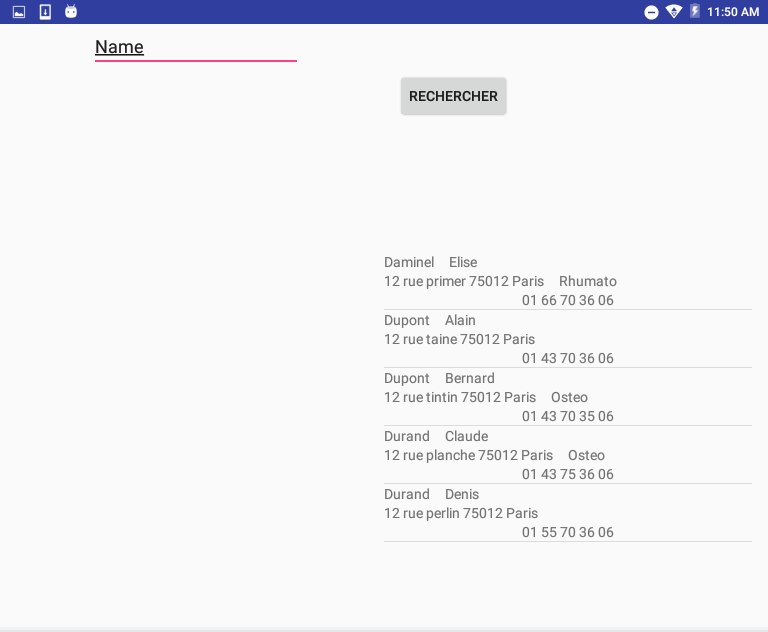 11:50 AM
Name
RECHERCHER
Daminel Elise
12 rue primer 75012 Paris Rhumato
01 66 70 36 06
Dupont Alain
12 rue taine 75012 Paris
01 43 70 36 06
Dupont Bernard
12 rue tintin 75012 Paris Osteo
01 43 70 35 06
Durand Claude
12 rue planche 75012 Paris Osteo
01 43 75 36 06
Durand Denis
12 rue perlin 75012 Paris
01 55 70 36 06